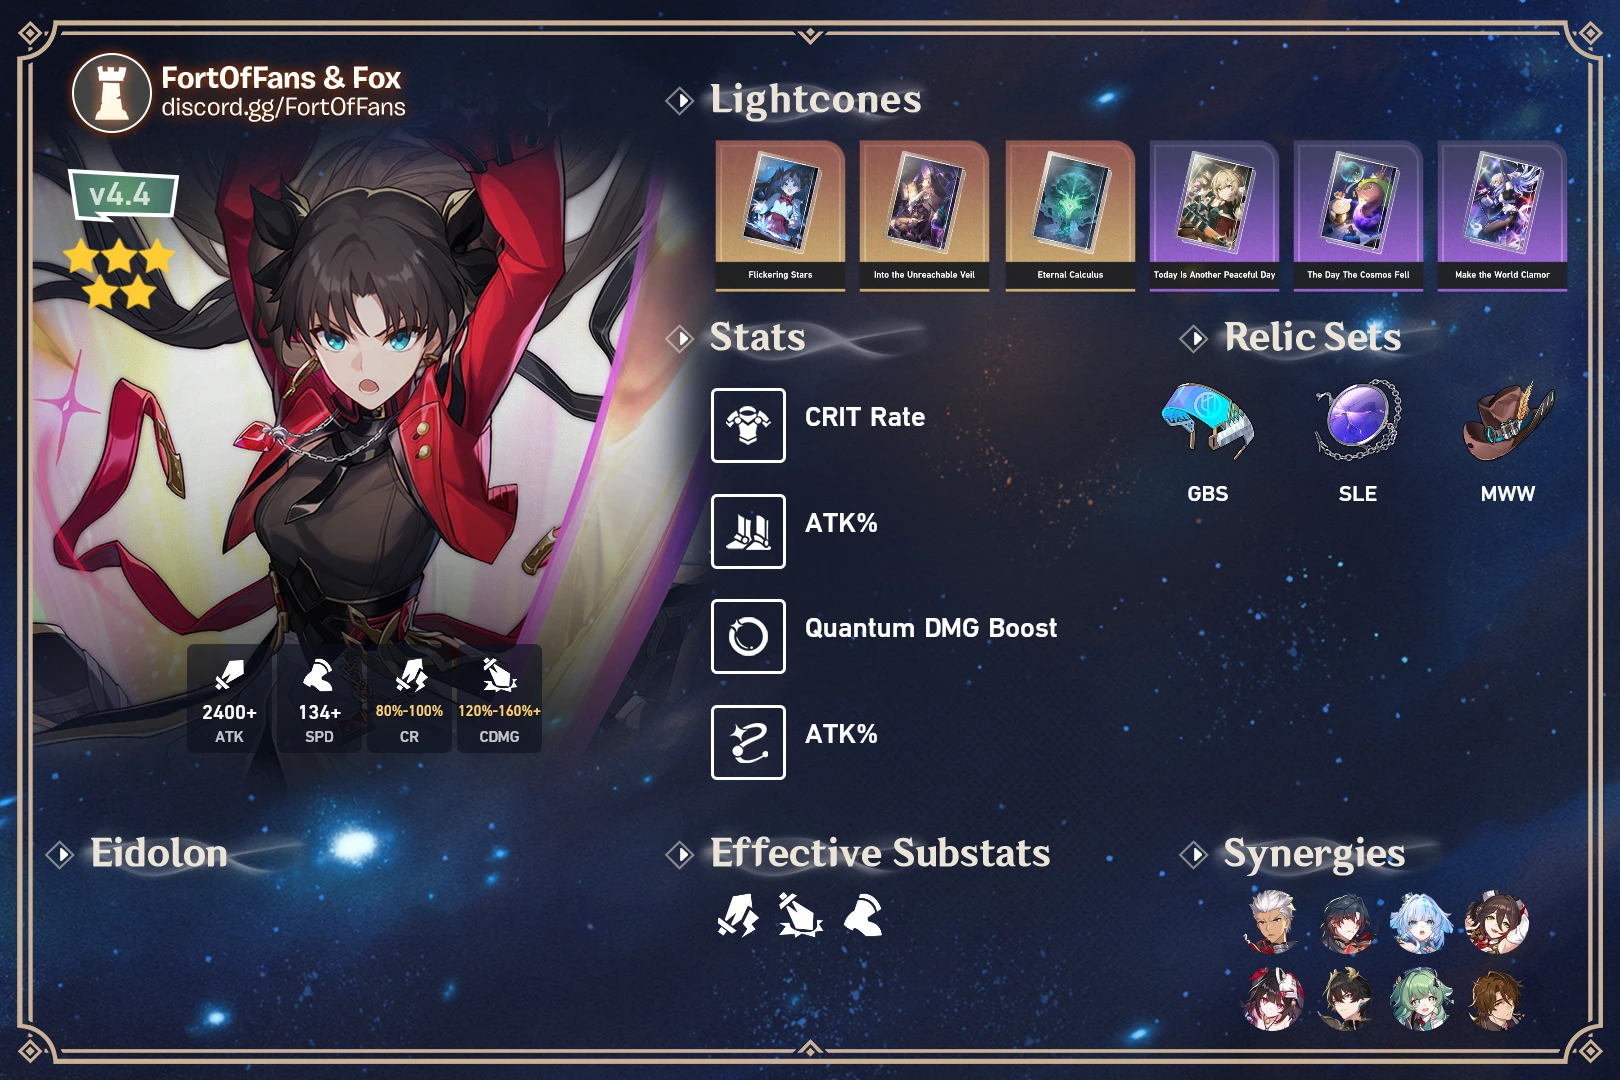 FortOfFans & Fox
discord.gg/FortOfFans
v4.4
2400+
ATK
134+
SPD
80%-100%
CR
120%-160%+
CDMG
Lightcones
Flickering Stars
Into the Unreachable Veil
Eternal Calculus
Today Is Another Peaceful Day
The Day The Cosmos Fell
Make the World Clamor
Stats
CRIT Rate
ATK%
Quantum DMG Boost
ATK%
Relic Sets
GBS
SLE
MWW
Eidolon
Effective Substats
Synergies